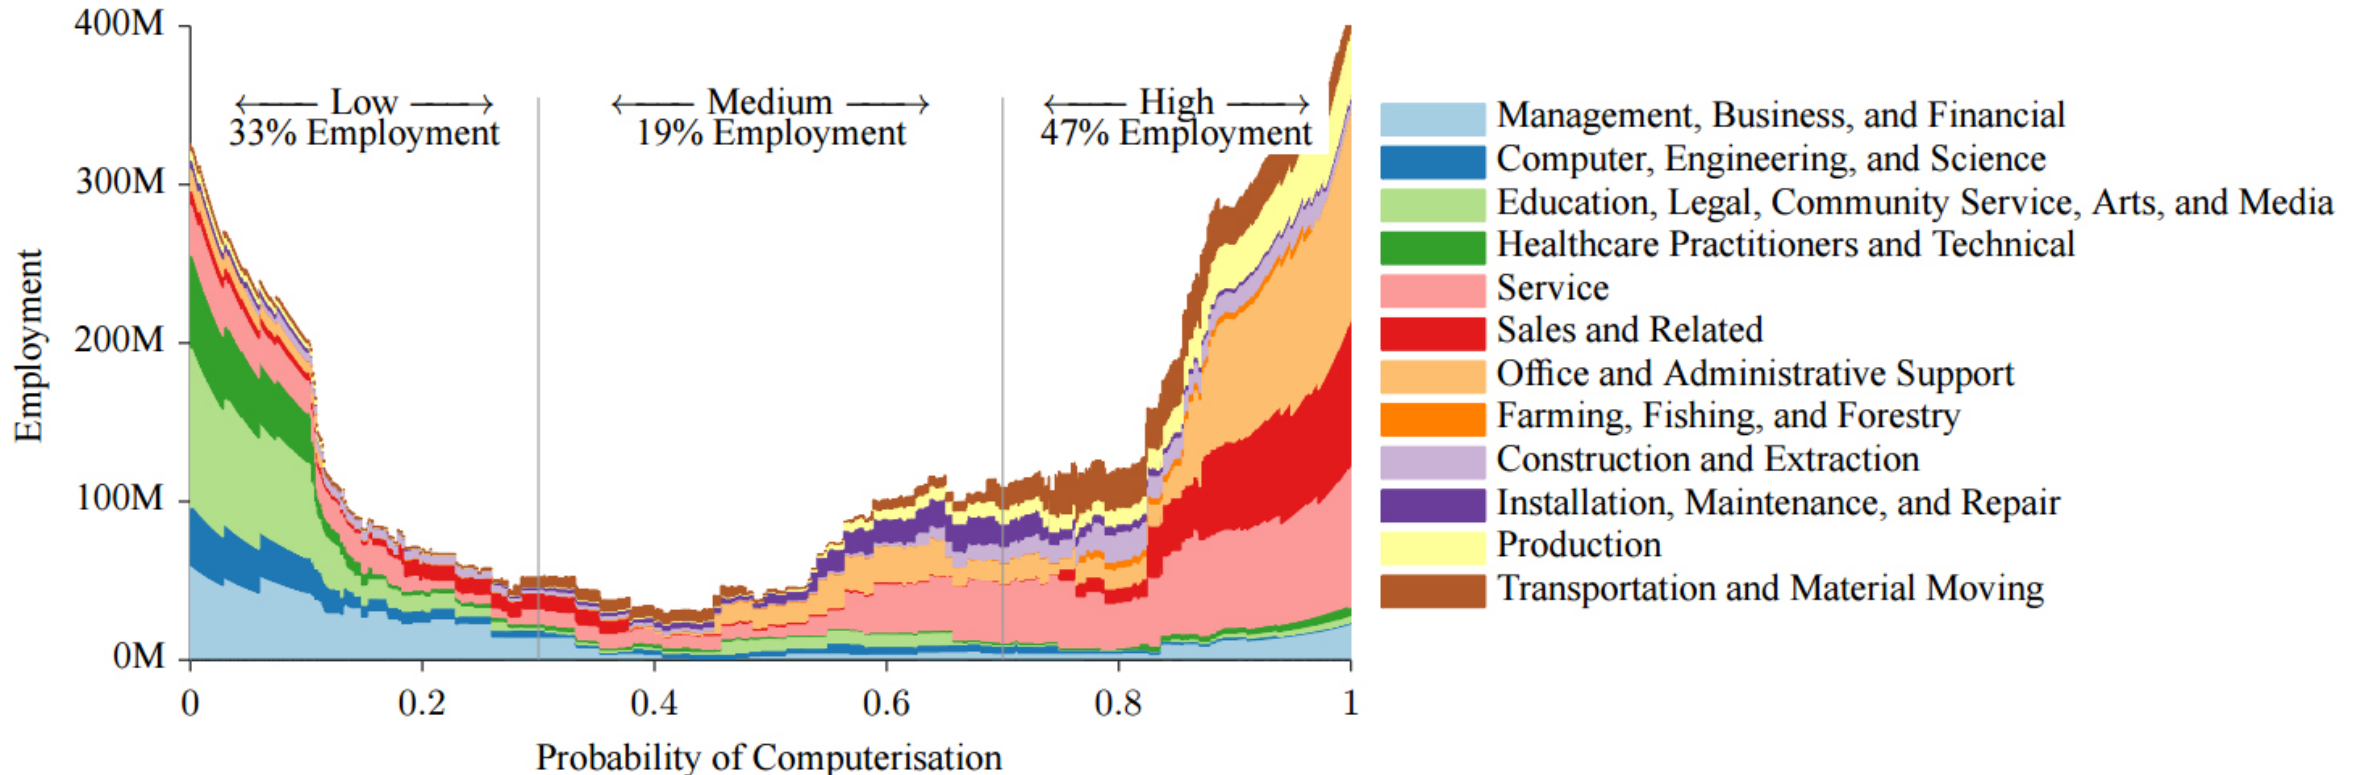 400M
300M
200M
100M
0M
Employment
←— Low —→
33% Employment
←— Medium —→
19% Employment
←— High —→
47% Employment
0 0.2 0.4 0.6 0.8 1
Probability of Computerisation
Management, Business, and Financial
Computer, Engineering, and Science
Education, Legal, Community Service, Arts, and Media
Healthcare Practitioners and Technical
Service
Sales and Related
Office and Administrative Support
Farming, Fishing, and Forestry
Construction and Extraction
Installation, Maintenance, and Repair
Production
Transportation and Material Moving